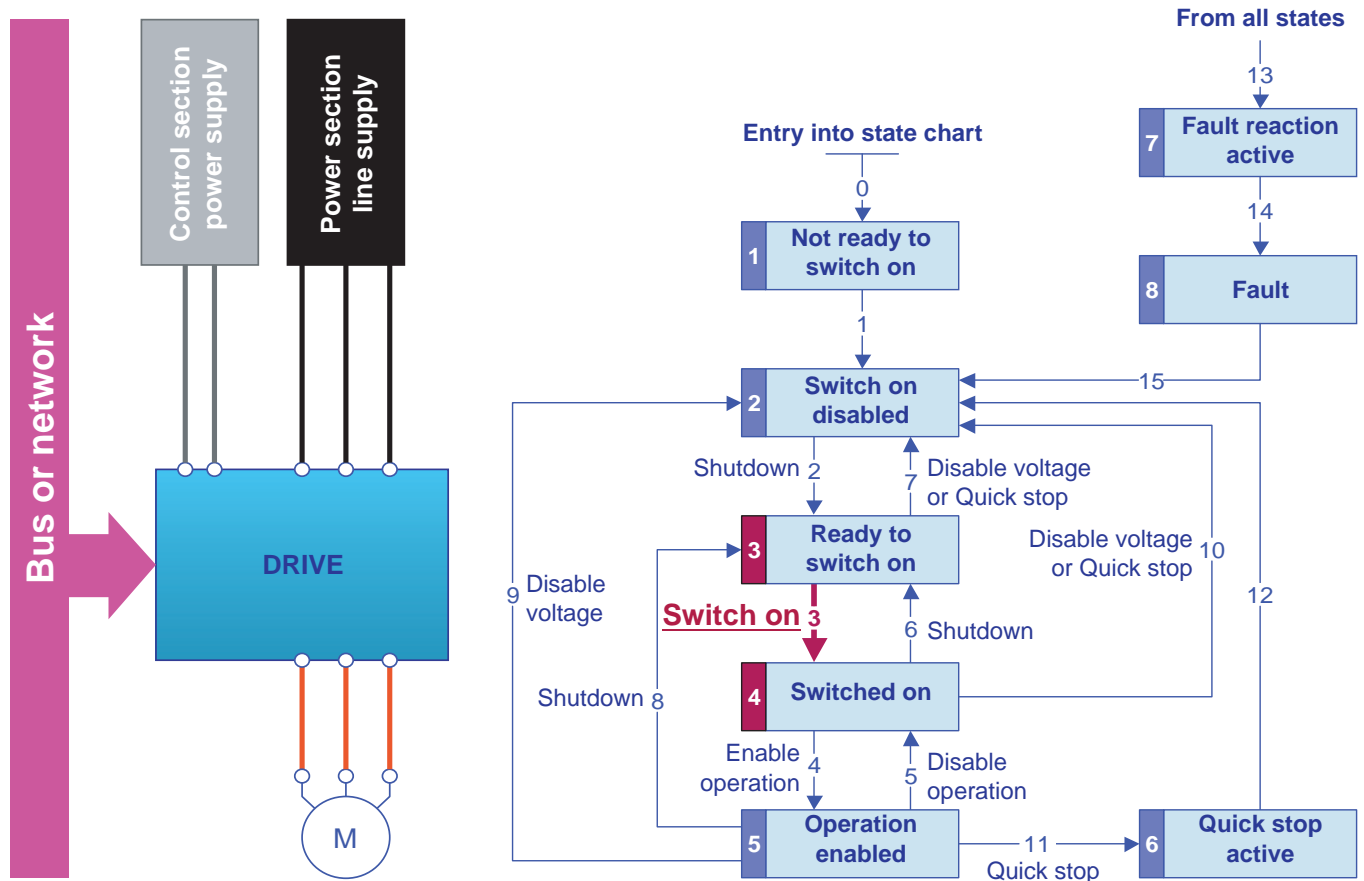 Bus or network
Control section
power supply
Power section
line supply
DRIVE
M
From all states
13
7
Fault reaction
active
14
8
Fault
15
Entry into state chart
0
1
Not ready to
switch on
1
2
Switch on
disabled
Shutdown 2
7
Disable voltage
or Quick stop
3
Ready to
switch on
Disable voltage
or Quick stop
10
12
9 Disable
voltage
Switch on 3
6 Shutdown
4
Switched on
Shutdown 8
Enable
operation
4
5
Disable
operation
5
Operation
enabled
11
Quick stop
6
Quick stop
active